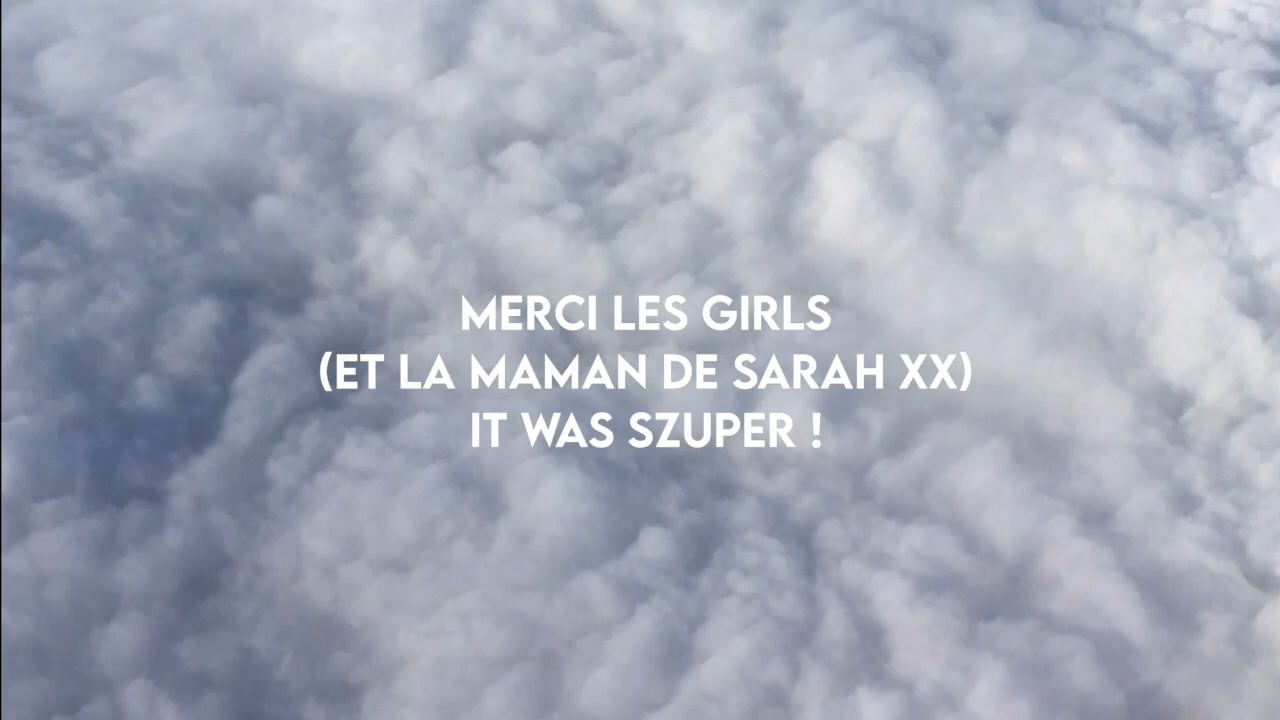 MERCI LES GIRLS
(ET LA MAMAN DE SARAH XX)
IT WAS SZUPER !